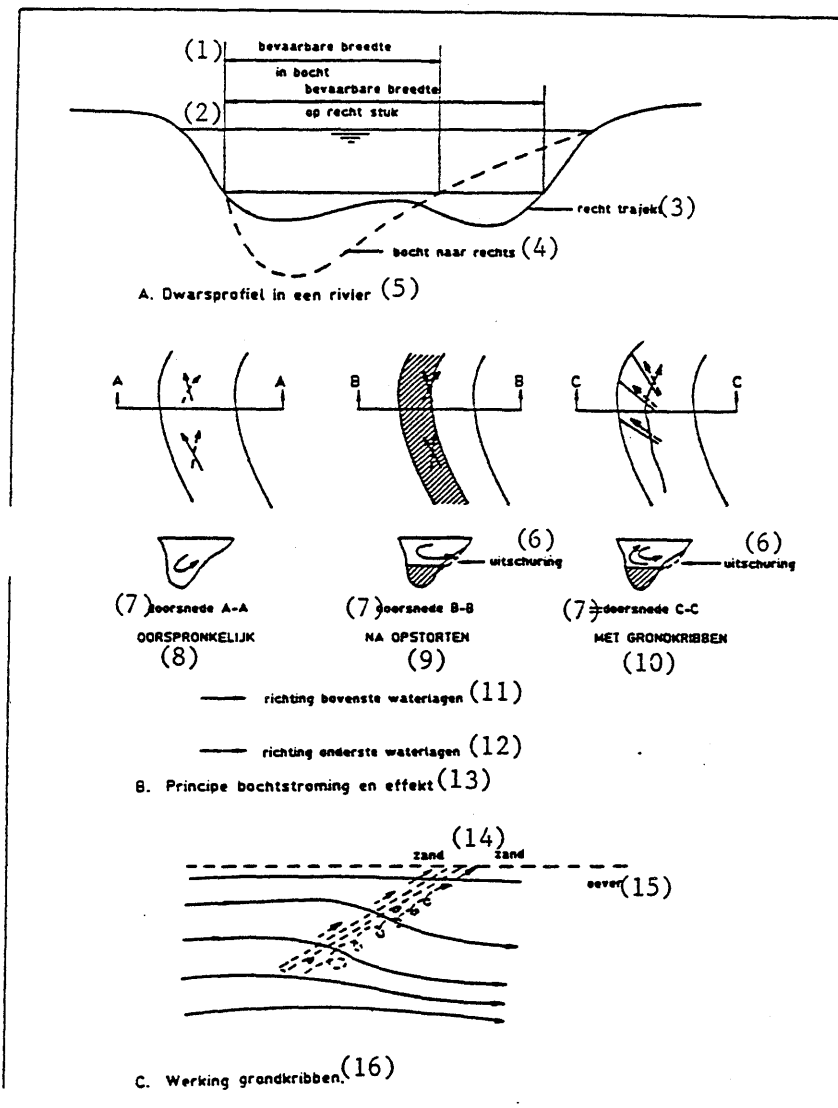 (1) bevaarbare breedte
in bocht
bevaarbare breedte
(2) op recht stuk
recht trajekt (3)
bocht naar rechts (4)
A. Dwarsprofiel in een rivier (5)
A A B B C C
(6) (6)
uitschuring uitschuring
(7) doorsnede A-A (7) doorsnede B-B (7)=doorsnede C-C
OORSPRONKELIJK NA OPSTORTEN MET GRONDKRIBBEN
(8) (9) (10)
richting bovenste waterlagen (11)
richting onderste waterlagen (12)
B. Principe bochtstroming en effekt (13)
(14)
zand zand
oever (15)
C. Werking grondkribben. (16)